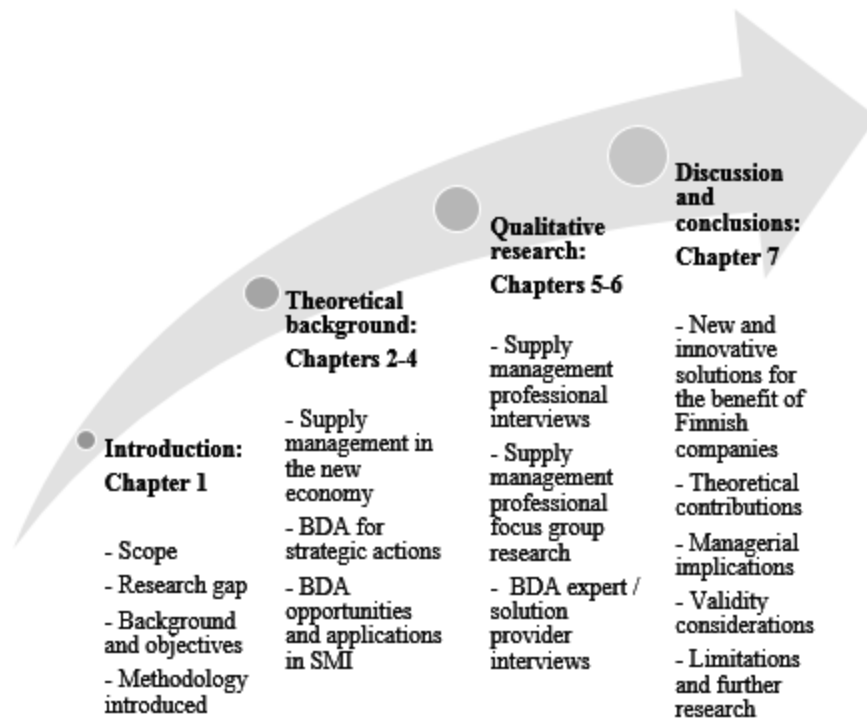 Introduction:
Chapter 1
- Scope
- Research gap
- Background
and objectives
- Methodology
introduced
Theoretical
background:
Chapters 2-4
- Supply
management in
the new
economy
- BDA for
strategic actions
- BDA
opportunities
and applications
in SMI
Qualitative
research:
Chapters 5-6
- Supply
management
professional
interviews
- Supply
management
professional
focus group
research
- BDA expert /
solution
provider
interviews
Discussion
and
conclusions:
Chapter 7
- New and
innovative
solutions for
the benefit of
Finnish
companies
- Theoretical
contributions
- Managerial
implications
- Validity
considerations
- Limitations
and further
research